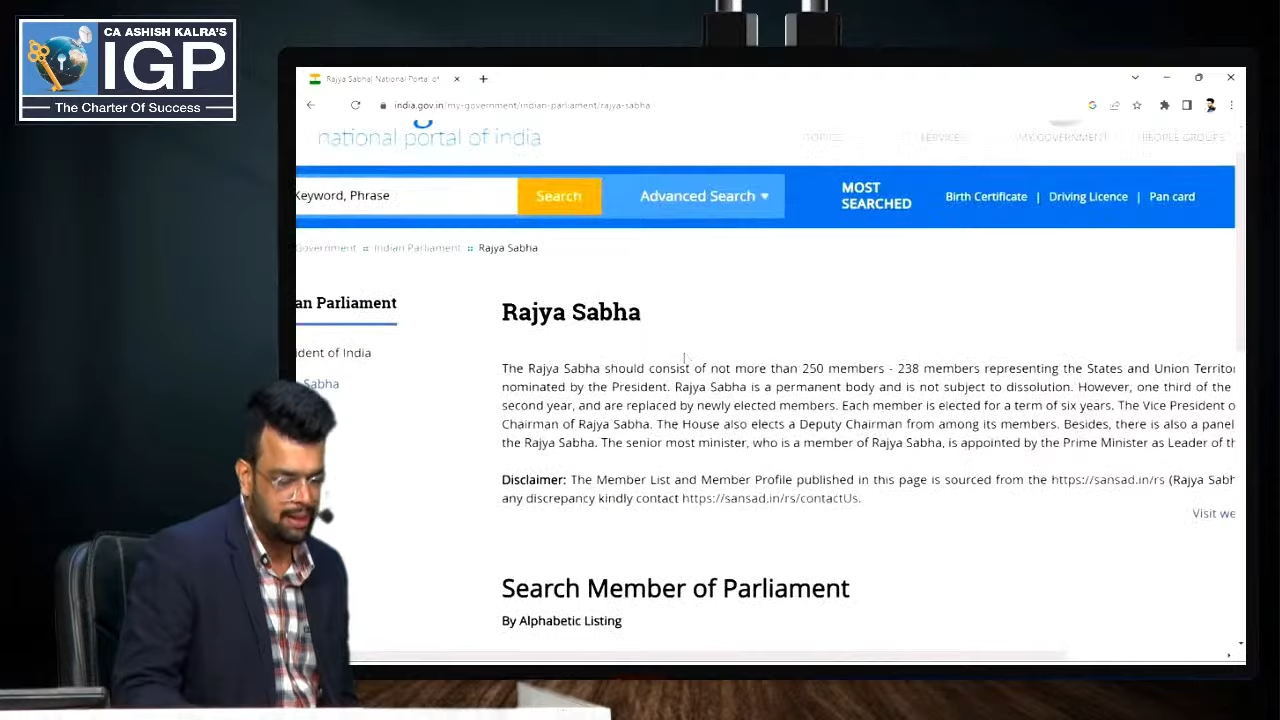 CA ASHISH KALRA'S
IGP
The Charter Of Success
Rajya Sabha| National Portal of
india.gov.in/my-government/indian-parliament/rajya-sabha
national portal of india
TOPICS SERVICES MY GOVERNMENT PEOPLE GROUPS
Keyword, Phrase Search Advanced Search MOST SEARCHED Birth Certificate | Driving Licence | Pan card
Government Indian Parliament Rajya Sabha
an Parliament
ident of India
Sabha
Rajya Sabha
The Rajya Sabha should consist of not more than 250 members - 238 members representing the States and Union Territor
nominated by the President. Rajya Sabha is a permanent body and is not subject to dissolution. However, one third of the
second year, and are replaced by newly elected members. Each member is elected for a term of six years. The Vice President o
Chairman of Rajya Sabha. The House also elects a Deputy Chairman from among its members. Besides, there is also a panel
the Rajya Sabha. The senior most minister, who is a member of Rajya Sabha, is appointed by the Prime Minister as Leader of th
Disclaimer: The Member List and Member Profile published in this page is sourced from the https://sansad.in/rs (Rajya Sabh
any discrepancy kindly contact https://sansad.in/rs/contactUs.
Visit we
Search Member of Parliament
By Alphabetic Listing